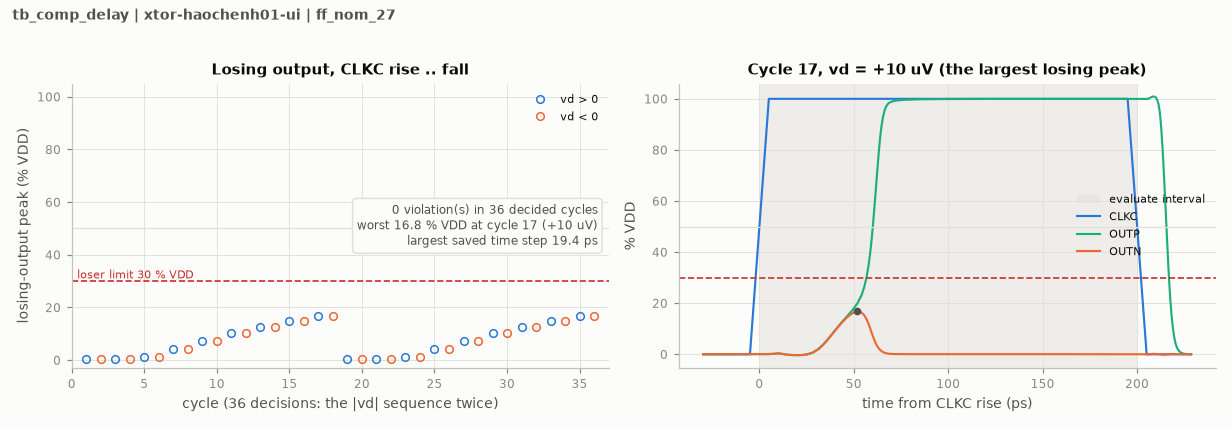 tb_comp_delay | xtor-haochenh01-ui | ff_nom_27
Losing output, CLKC rise .. fall
losing-output peak (% VDD)
100
80
60
40
20
0
vd > 0
vd < 0
0 violation(s) in 36 decided cycles
worst 16.8 % VDD at cycle 17 (+10 uV)
largest saved time step 19.4 ps
loser limit 30 % VDD
0 5 10 15 20 25 30 35
cycle (36 decisions: the |vd| sequence twice)
Cycle 17, vd = +10 uV (the largest losing peak)
% VDD
100
80
60
40
20
0
evaluate interval
CLKC
OUTP
OUTN
0 50 100 150 200
time from CLKC rise (ps)